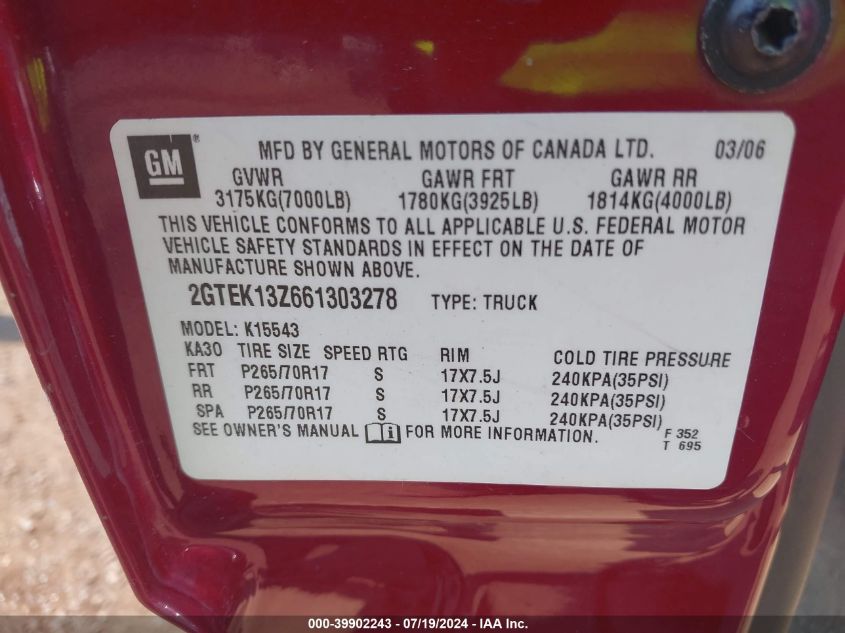 GM ® MFD BY GENERAL MOTORS OF CANADA LTD. 03/06
GVWR GAWR FRT GAWR RR
3175KG(7000LB) 1780KG(3925LB) 1814KG(4000LB)
THIS VEHICLE CONFORMS TO ALL APPLICABLE U.S. FEDERAL MOTOR
VEHICLE SAFETY STANDARDS IN EFFECT ON THE DATE OF
MANUFACTURE SHOWN ABOVE.
2GTEK13Z661303278 TYPE: TRUCK
MODEL: K15543
KA30 TIRE SIZE SPEED RTG RIM COLD TIRE PRESSURE
FRT P265/70R17 S 17X7.5J 240KPA(35PSI)
RR P265/70R17 S 17X7.5J 240KPA(35PSI)
SPA P265/70R17 S 17X7.5J 240KPA(35PSI)
SEE OWNER'S MANUAL FOR MORE INFORMATION. F 352
T 695
000-39902243 - 07/19/2024 - IAA Inc.